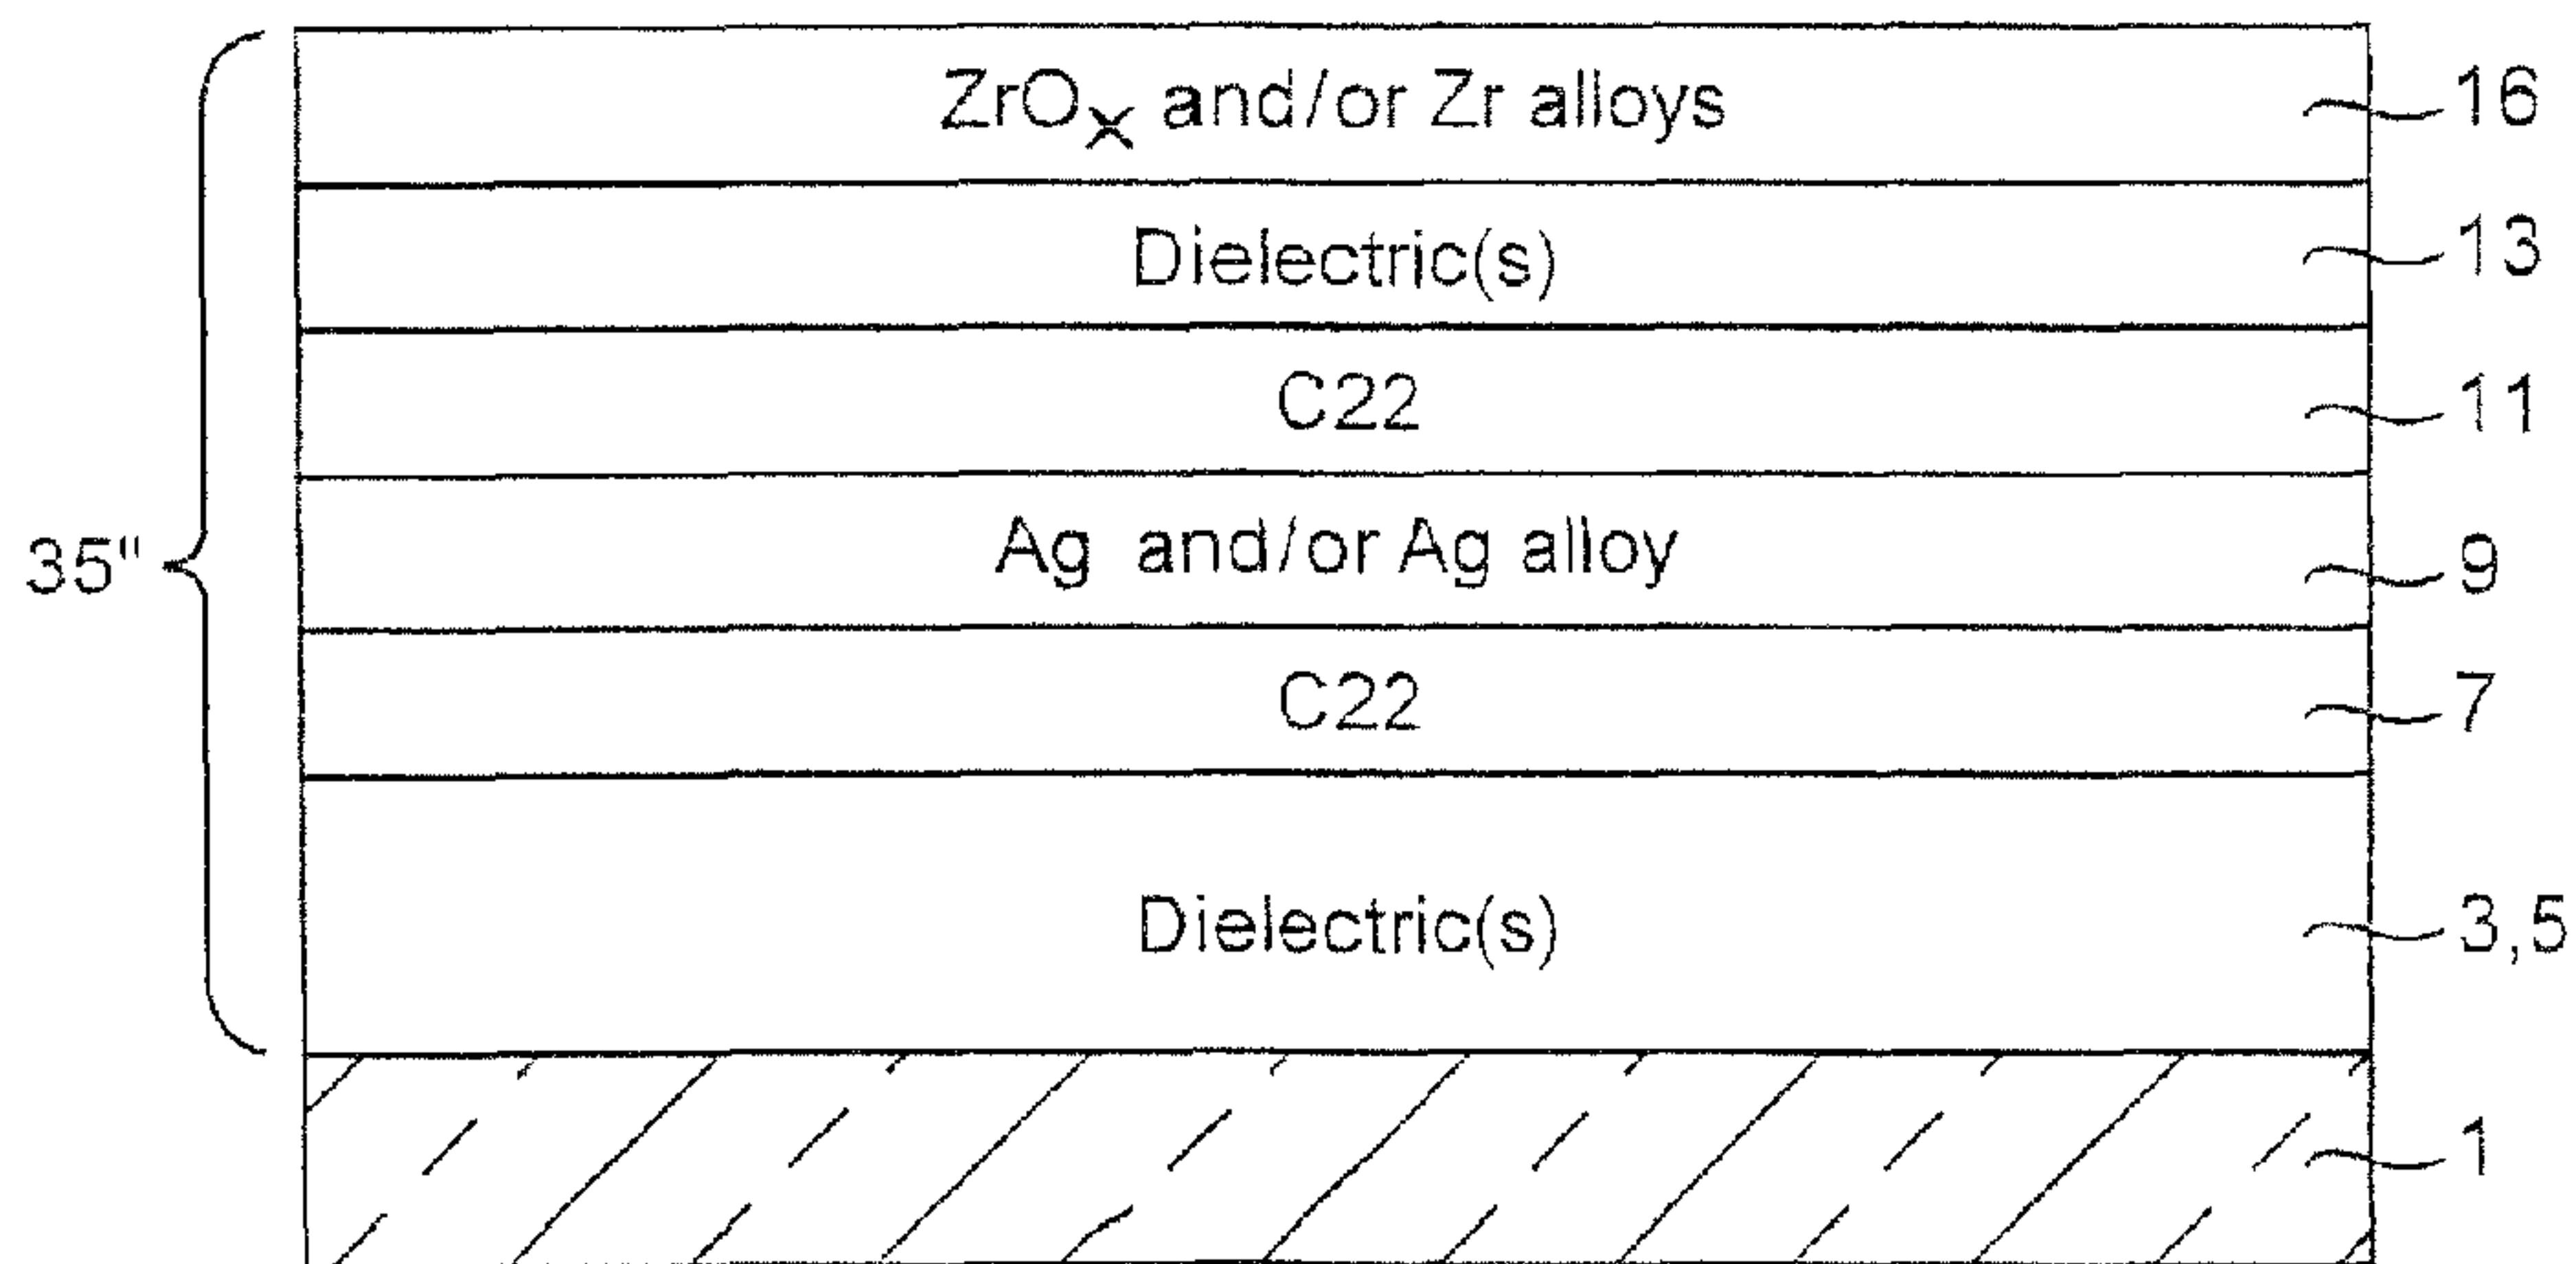 ZrOₓ and/or Zr alloys 16
Dielectric(s) 13
C22 11
35" Ag and/or Ag alloy 9
C22 7
Dielectric(s) 3,5
1